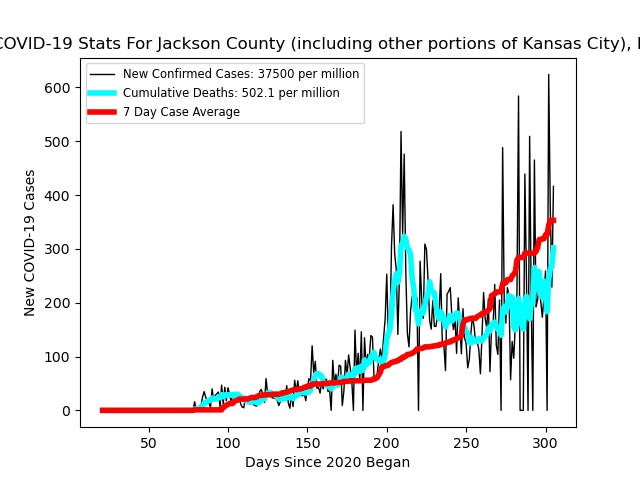 COVID-19 Stats For Jackson County (including other portions of Kansas City),
New Confirmed Cases: 37500 per million
Cumulative Deaths: 502.1 per million
7 Day Case Average
New COVID-19 Cases
600
500
400
300
200
100
0
50
100
150
200
250
300
Days Since 2020 Began